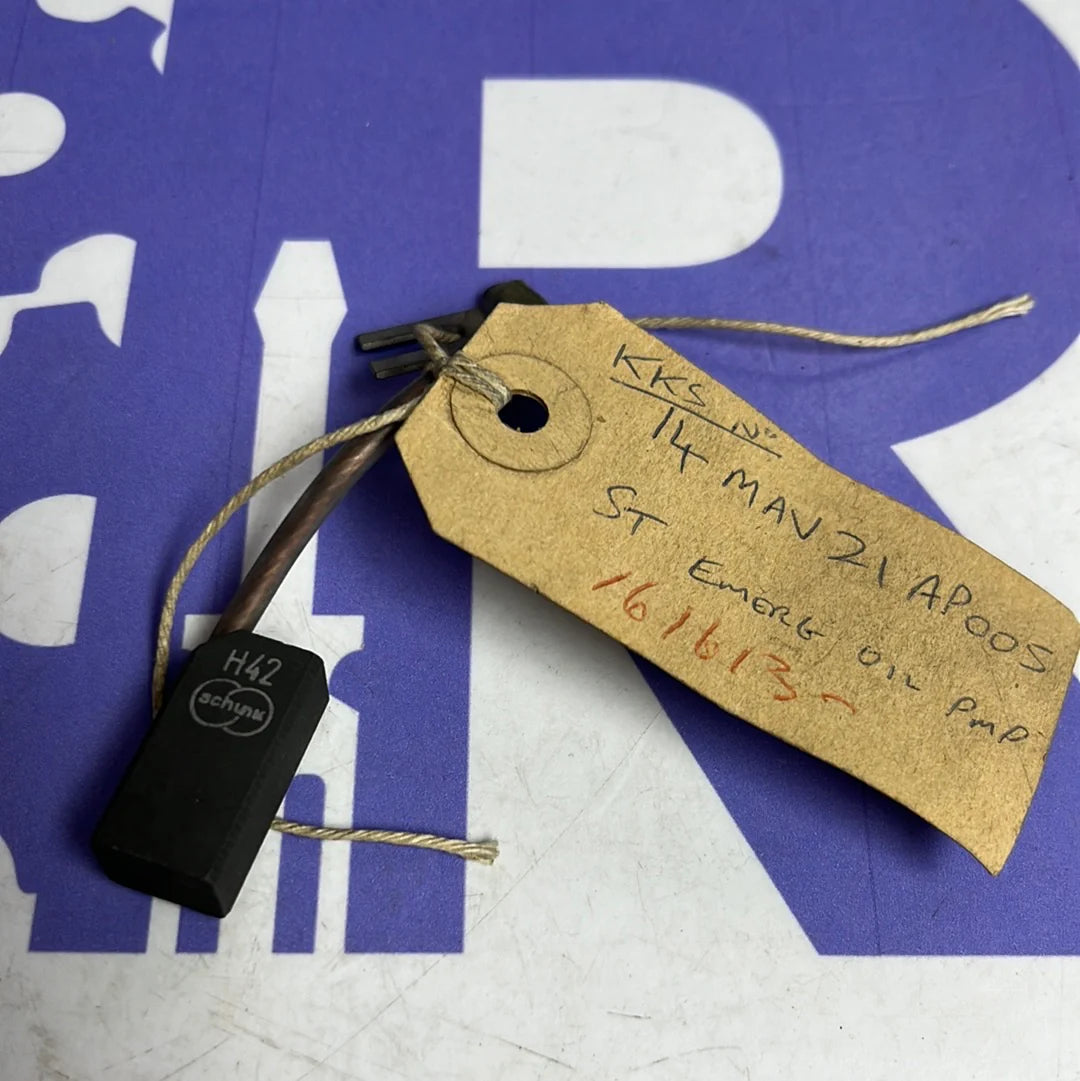 KKS No
14 MAV 21 AP005
ST EMERG OIL PMP
161613-
H42
schunk